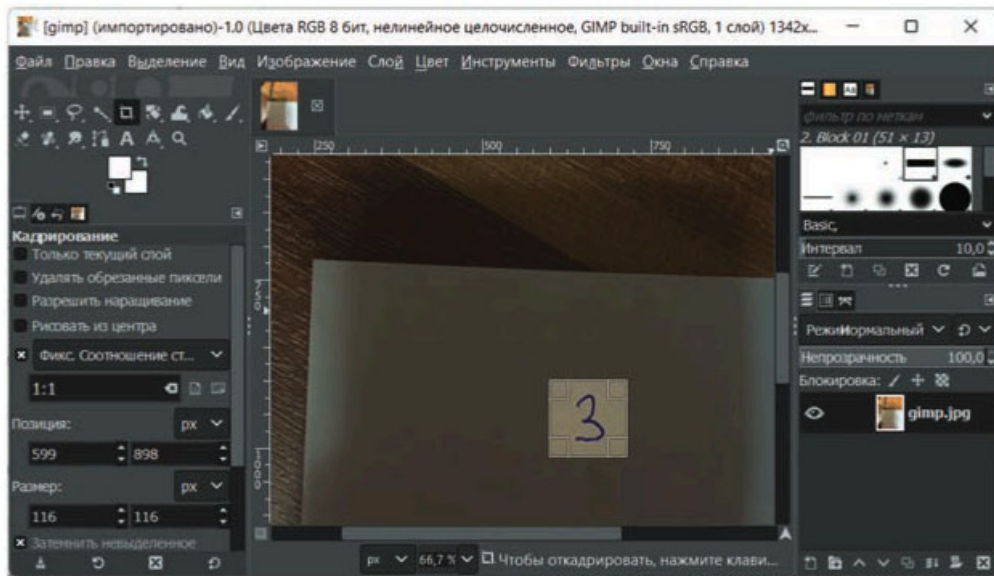 [gimp] (импортировано)-1.0 (Цвета RGB 8 бит, нелинейное целочисленное, GIMP built-in sRGB, 1 слой) 1342x...
Файл Правка Выделение Вид Изображение Слой Цвет Инструменты Фильтры Окна Справка
Кадрирование
Только текущий слой
Удалять обрезанные пиксели
Разрешить наращивание
Рисовать из центра
Фикс. Соотношение ст...
1:1
Позиция: px
599 898
Размер: px
116 116
Затемнить невыделенное
250 500 750
750
1000
3
px 66,7 % Чтобы откадрировать, нажмите клави...
фильтр по меткам
2. Block 01 (51 × 13)
Basic,
Интервал 10,0
Режим Нормальный
Непрозрачность 100,0
Блокировка:
gimp.jpg